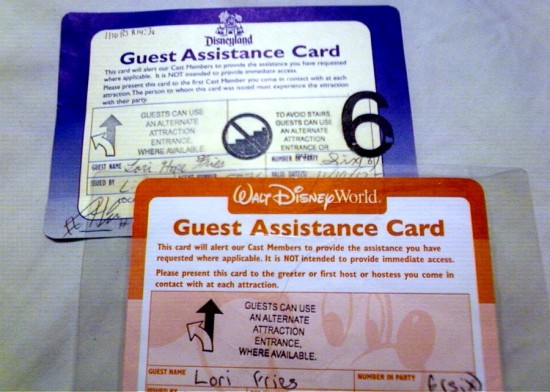 Disneyland
Guest Assistance Card
This card will alert our Cast Members to provide the assistance you have requested
where applicable. It is NOT intended to provide immediate access.
Please present this card to the first Cast Member you come in contact with at each
attraction. The person to whom this card was issued must experience the attraction
with their party.
GUESTS CAN USE
AN ALTERNATE
ATTRACTION
ENTRANCE,
WHERE AVAILABLE.
TO AVOID STAIRS,
GUESTS CAN USE
AN ALTERNATE
ATTRACTION
ENTRANCE OR
6
GUEST NAME Lori Hope Fries
NUMBER IN PARTY Six
ISSUED BY
VALID DATE(S)
WALT DISNEY World.
Guest Assistance Card
This card will alert our Cast Members to provide the assistance you have
requested where applicable. It is NOT intended to provide immediate access.
Please present this card to the greeter or first host or hostess you come in
contact with at each attraction.
GUESTS CAN USE
AN ALTERNATE
ATTRACTION
ENTRANCE,
WHERE AVAILABLE.
GUEST NAME Lori Fries
NUMBER IN PARTY 6 (six)
ISSUED BY